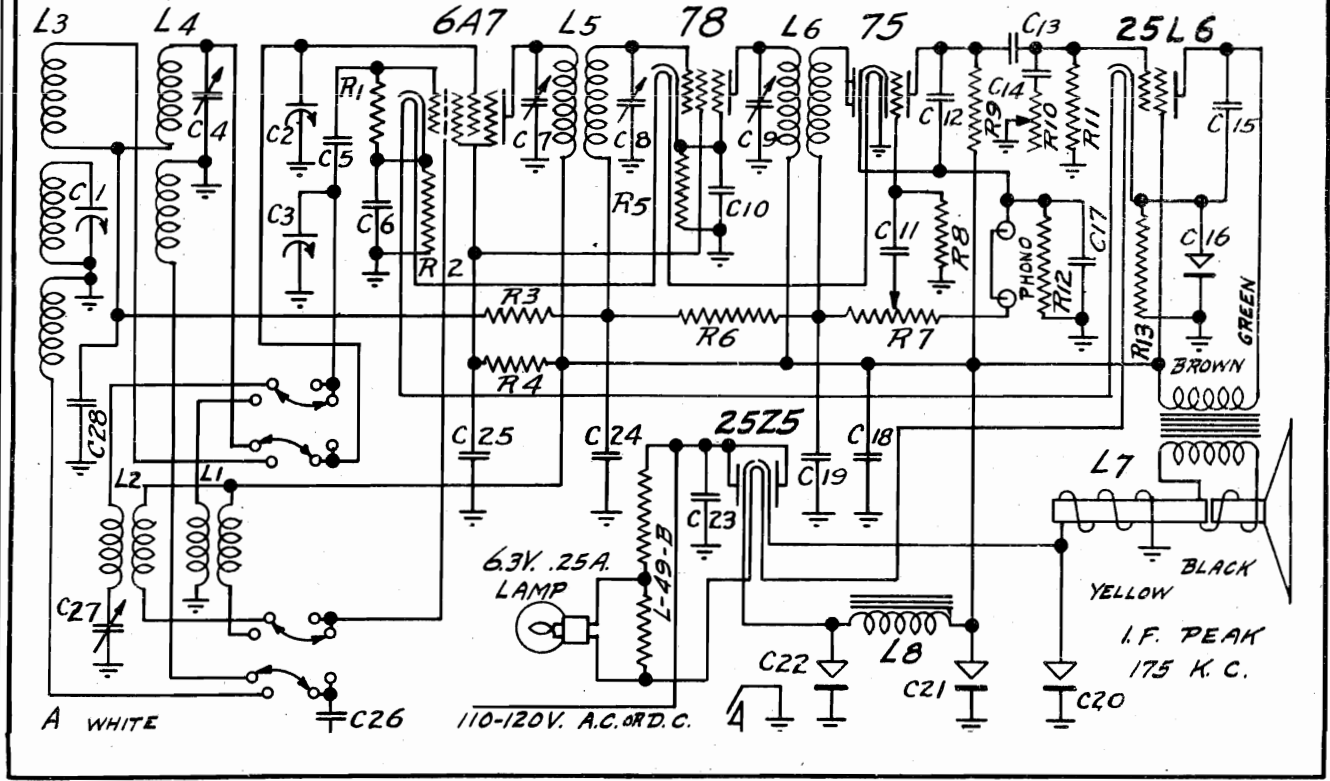 L3
L4
6A7
L5
78
L6
75
C13
25L6
R1
C4
C2
C5
C7
C8
C9
C12
R9
C14
R10
R11
C15
C1
C3
C6
R2
R5
C10
C11
R8
PHONO
R12
C17
C16
R3
R6
R7
R13
GREEN
R4
BROWN
C28
25Z5
C25
C24
C19
C18
L7
L2
L1
C23
L-49-B
6.3V. .25A.
LAMP
BLACK
YELLOW
C27
L8
I.F. PEAK
175 K.C.
C22
C21
C20
A WHITE
C26
110-120V. A.C. OR D.C.